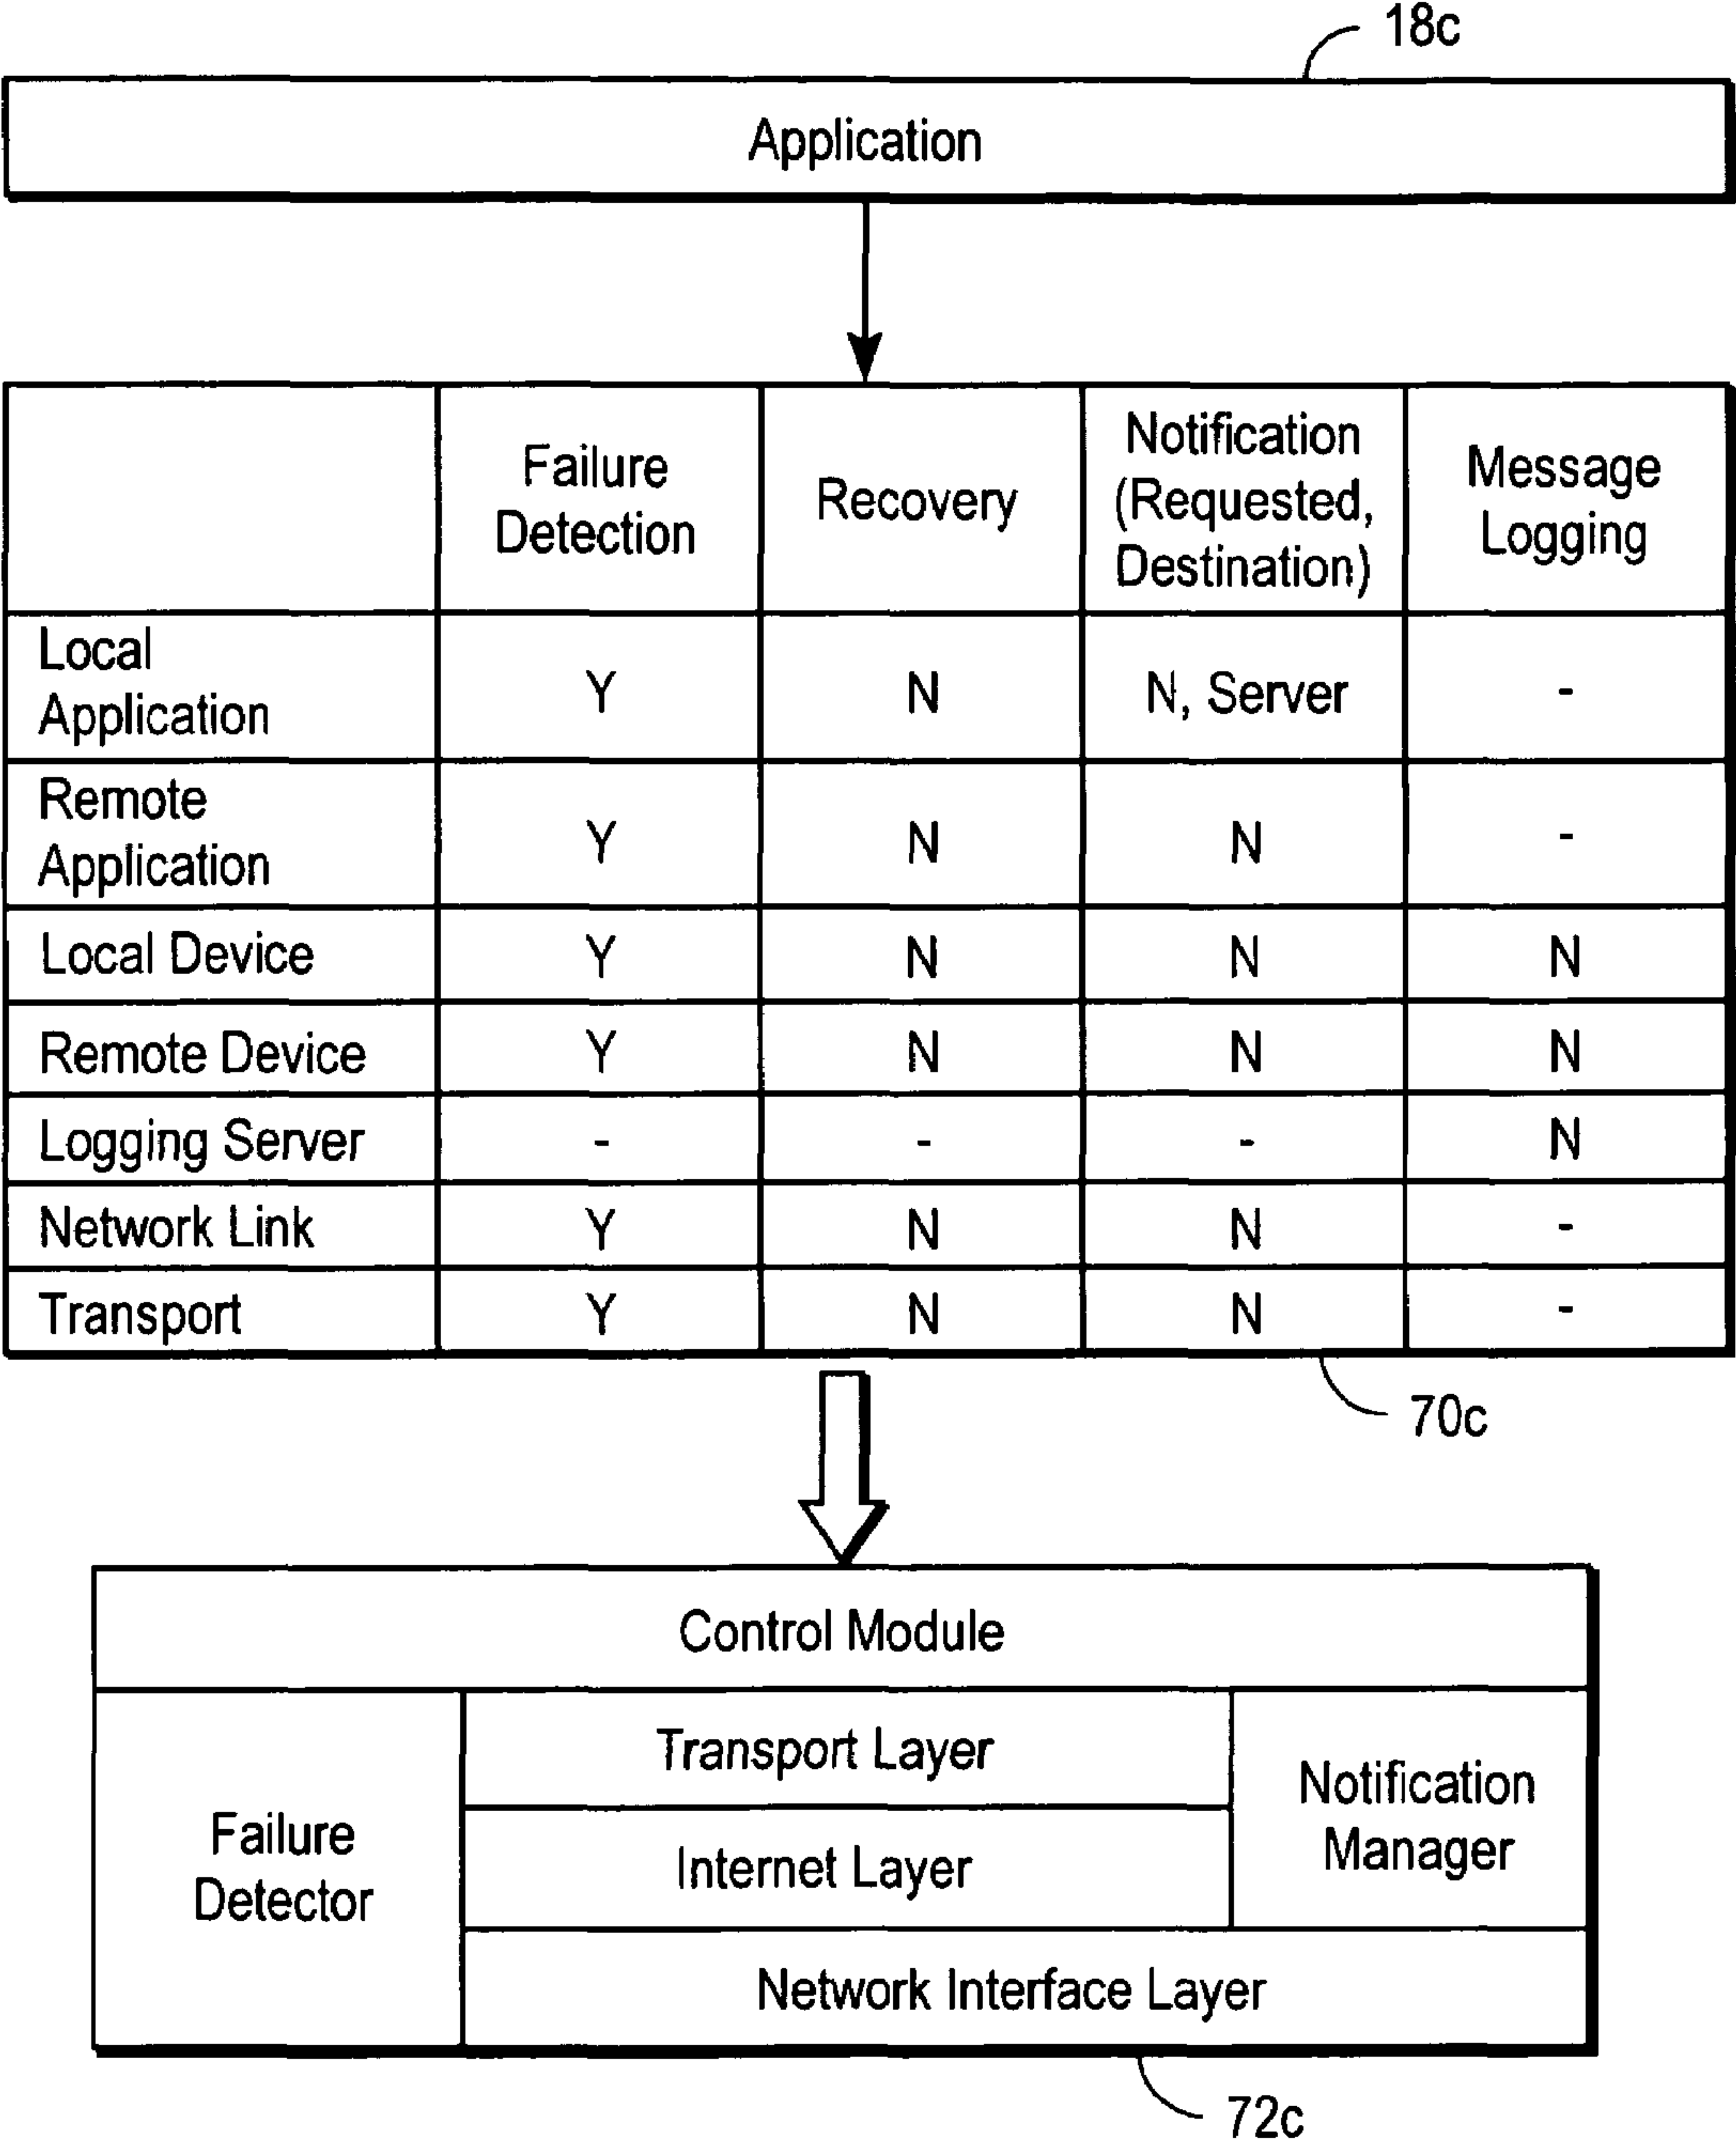 18c
Application
Failure
Detection
Recovery
Notification
(Requested,
Destination)
Message
Logging
Local
Application
Y
N
N, Server
-
Remote
Application
Y
N
N
-
Local Device
Y
N
N
N
Remote Device
Y
N
N
N
Logging Server
-
-
-
N
Network Link
Y
N
N
-
Transport
Y
N
N
-
70c
Control Module
Failure
Detector
Transport Layer
Internet Layer
Notification
Manager
Network Interface Layer
72c